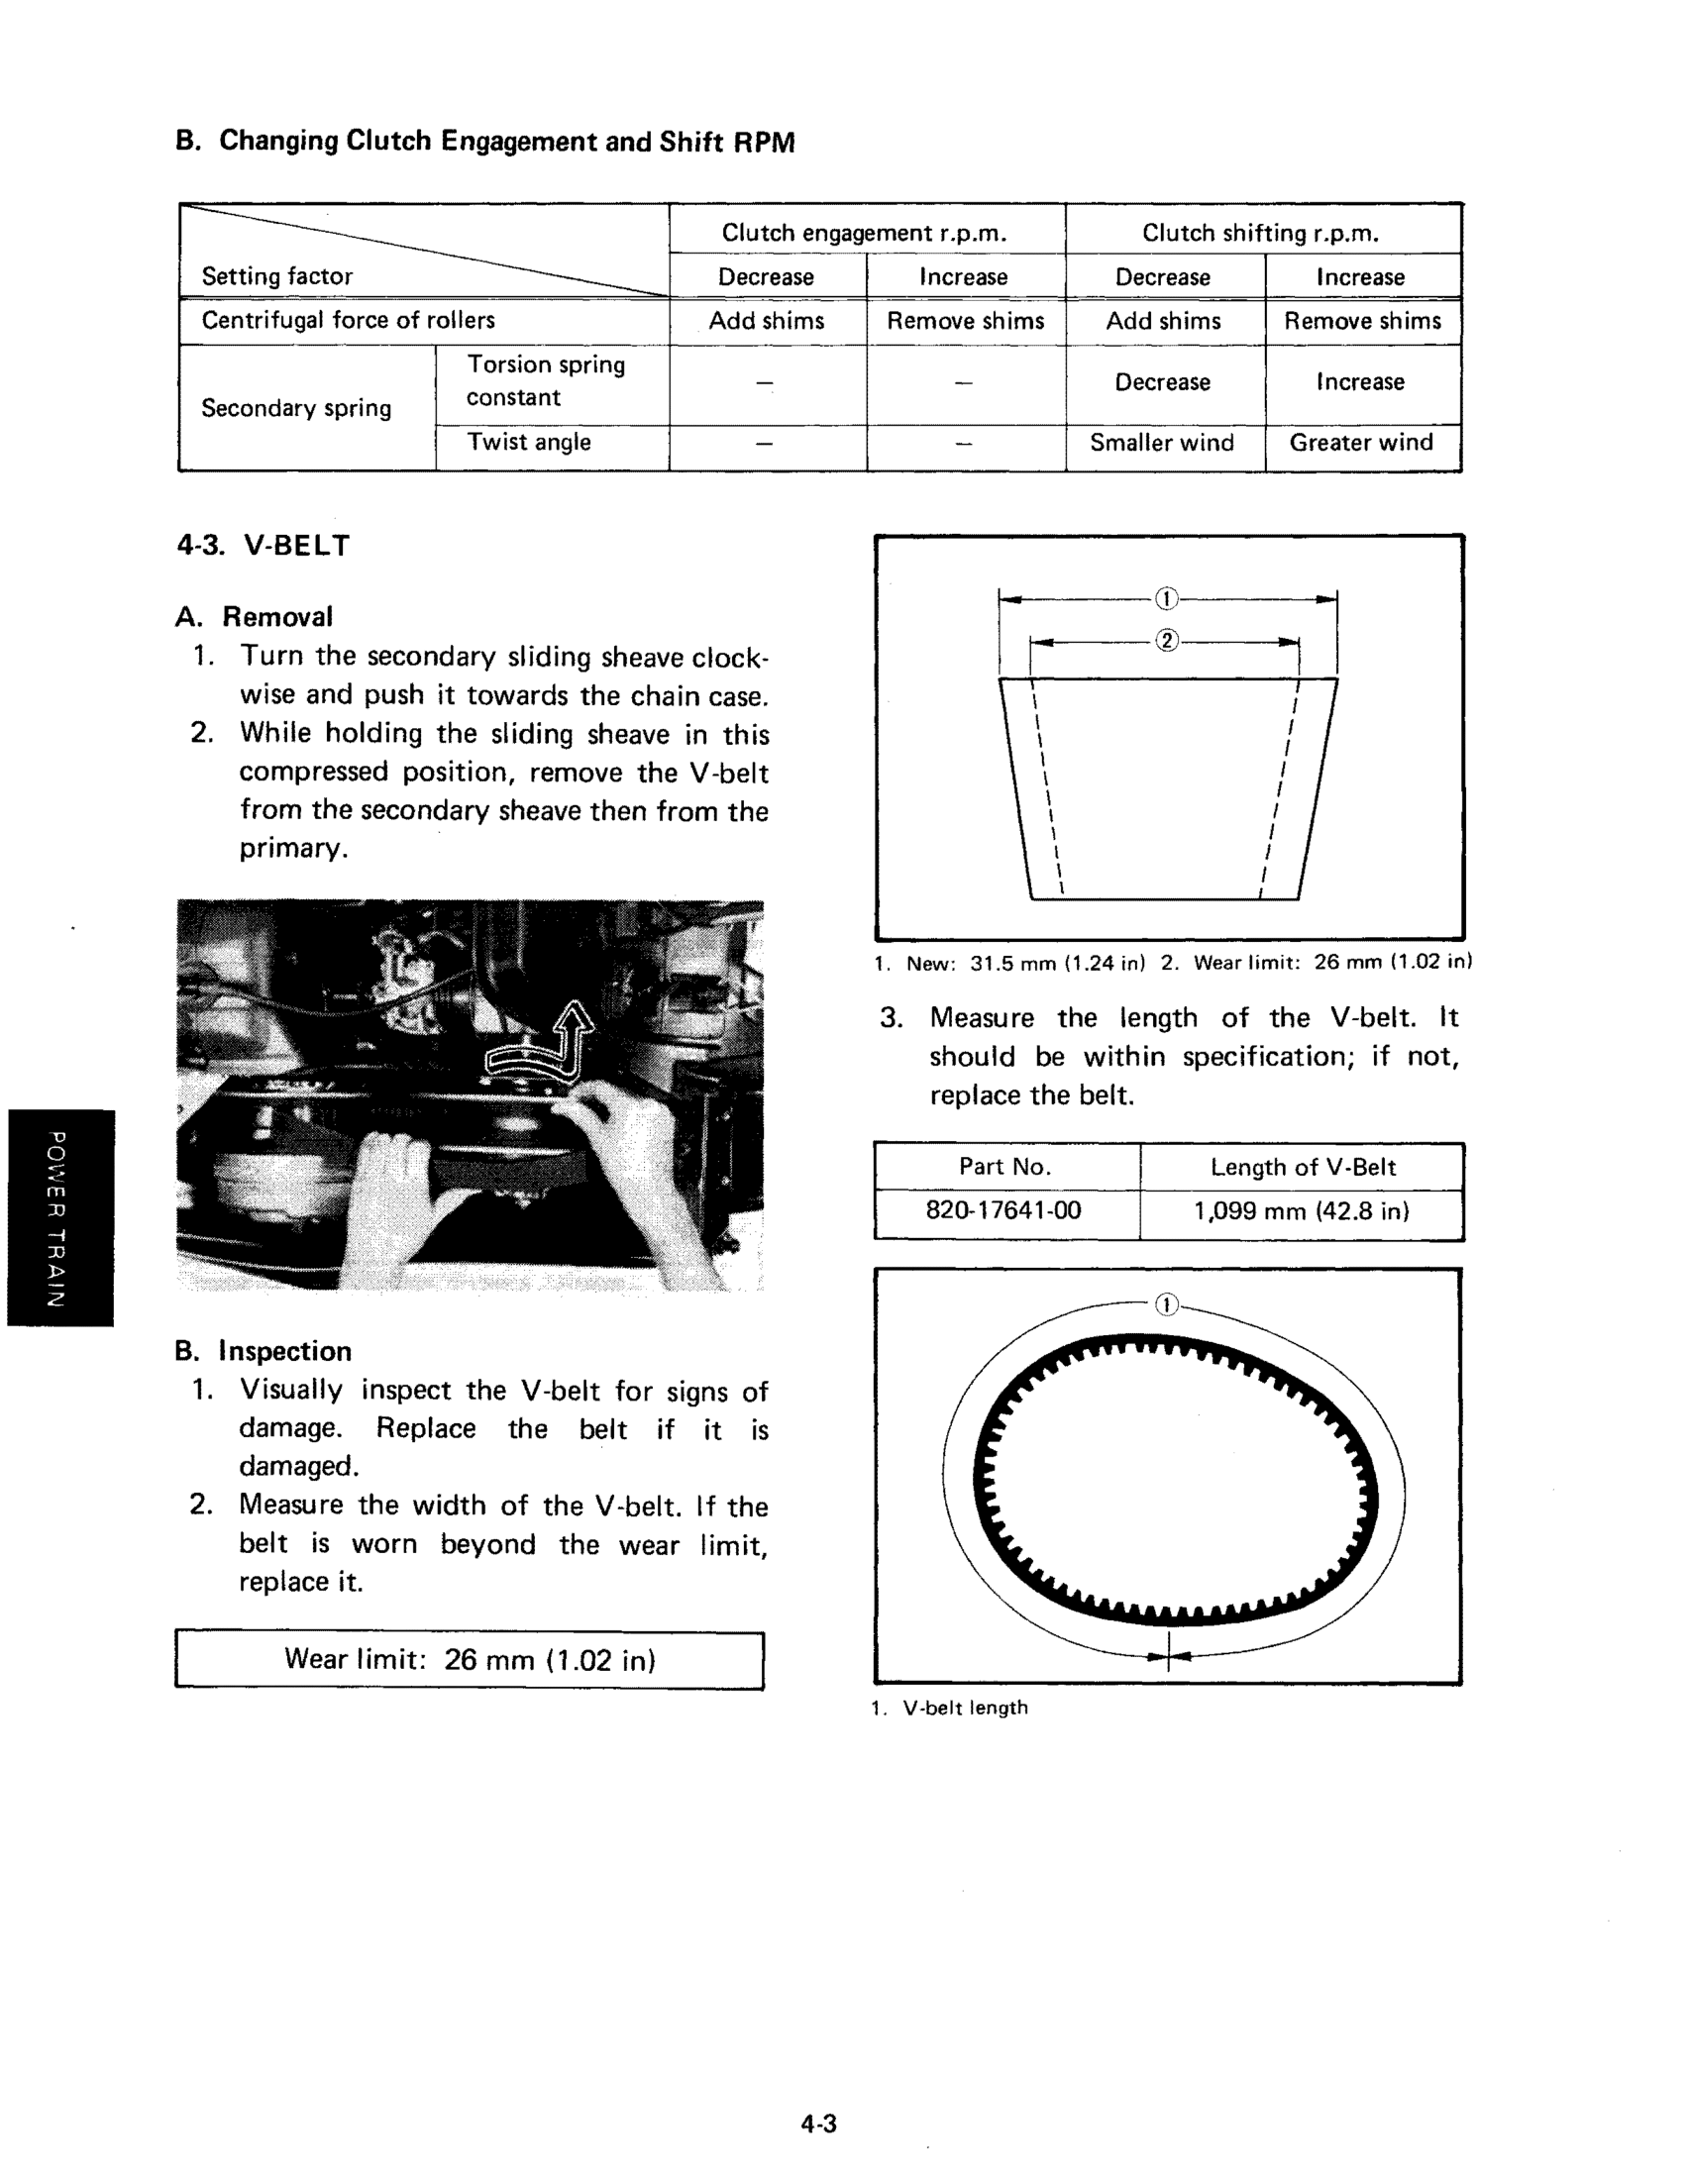 B. Changing Clutch Engagement and Shift RPM
Clutch engagement r.p.m. Clutch shifting r.p.m.
Setting factor Decrease Increase Decrease Increase
Centrifugal force of rollers Add shims Remove shims Add shims Remove shims
Secondary spring Torsion spring constant – – Decrease Increase
Twist angle – – Smaller wind Greater wind
4-3. V-BELT
A. Removal
1. Turn the secondary sliding sheave clock-
wise and push it towards the chain case.
2. While holding the sliding sheave in this
compressed position, remove the V-belt
from the secondary sheave then from the
primary.
POWER TRAIN
B. Inspection
1. Visually inspect the V-belt for signs of
damage. Replace the belt if it is
damaged.
2. Measure the width of the V-belt. If the
belt is worn beyond the wear limit,
replace it.
Wear limit: 26 mm (1.02 in)
①
②
1. New: 31.5 mm (1.24 in) 2. Wear limit: 26 mm (1.02 in)
3. Measure the length of the V-belt. It
should be within specification; if not,
replace the belt.
Part No. Length of V-Belt
820-17641-00 1,099 mm (42.8 in)
①
1. V-belt length
4-3